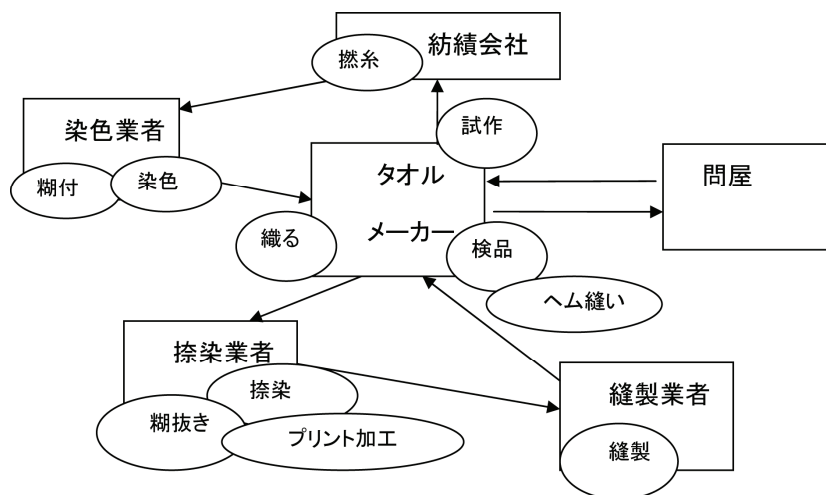 紡績会社
撚糸
試作
染色業者
糊付
染色
タオル
メーカー
問屋
織る
検品
ヘム縫い
捺染業者
捺染
糊抜き
プリント加工
縫製業者
縫製